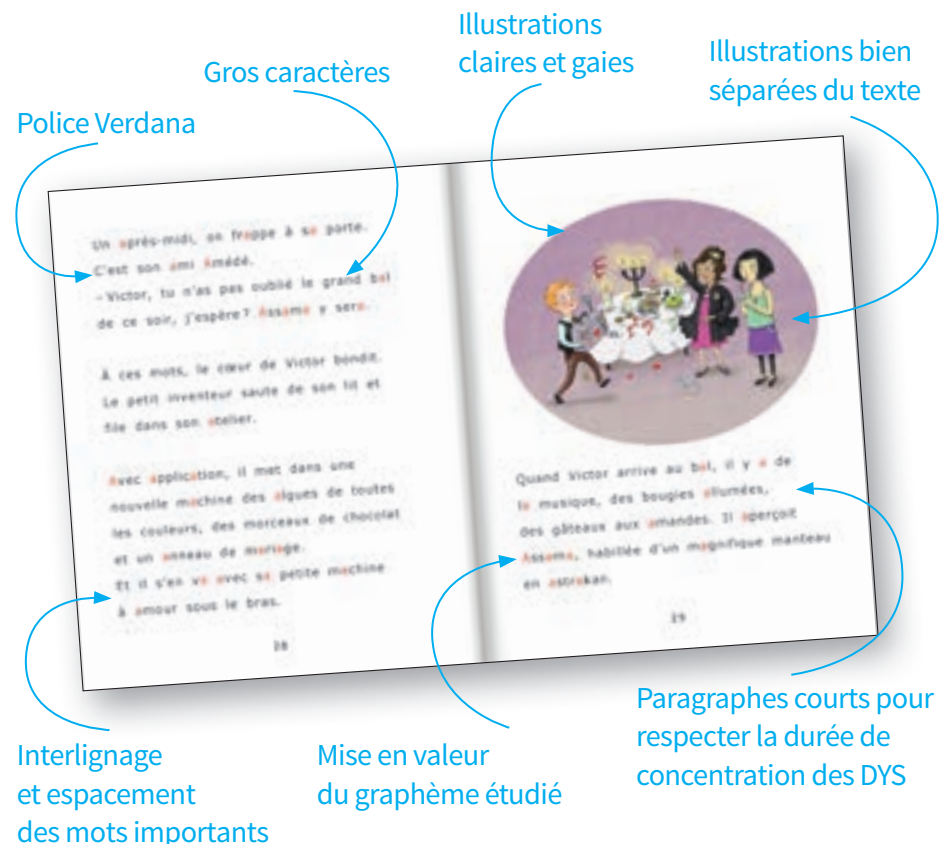 Illustrations
claires et gaies
Illustrations bien
séparées du texte
Gros caractères
Police Verdana
Un après-midi, on frappe à sa porte.
C'est son ami Amédé.
– Victor, tu n'as pas oublié le grand bal
de ce soir, j'espère ? Assama y sera.
À ces mots, le cœur de Victor bondit.
Le petit inventeur saute de son lit et
file dans son atelier.
Avec application, il met dans une
nouvelle machine des algues de toutes
les couleurs, des morceaux de chocolat
et un anneau de mariage.
Et il s'en va avec sa petite machine
à amour sous le bras.
28
Quand Victor arrive au bal, il y a de
la musique, des bougies allumées,
des gâteaux aux amandes. Il aperçoit
Assama, habillée d'un magnifique manteau
en astrakan.
29
Interlignage
et espacement
des mots importants
Mise en valeur
du graphème étudié
Paragraphes courts pour
respecter la durée de
concentration des DYS